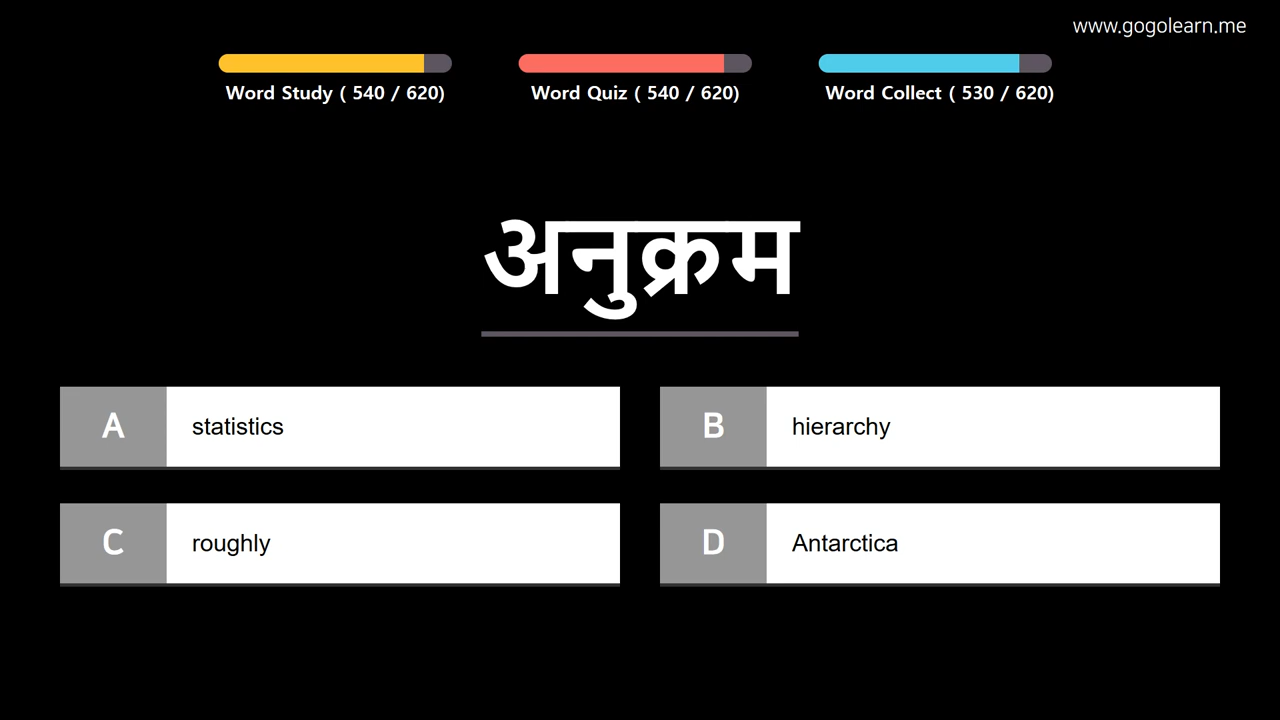 www.gogolearn.me
Word Study ( 540 / 620)
Word Quiz ( 540 / 620)
Word Collect ( 530 / 620)
अनुक्रम
A statistics
B hierarchy
C roughly
D Antarctica